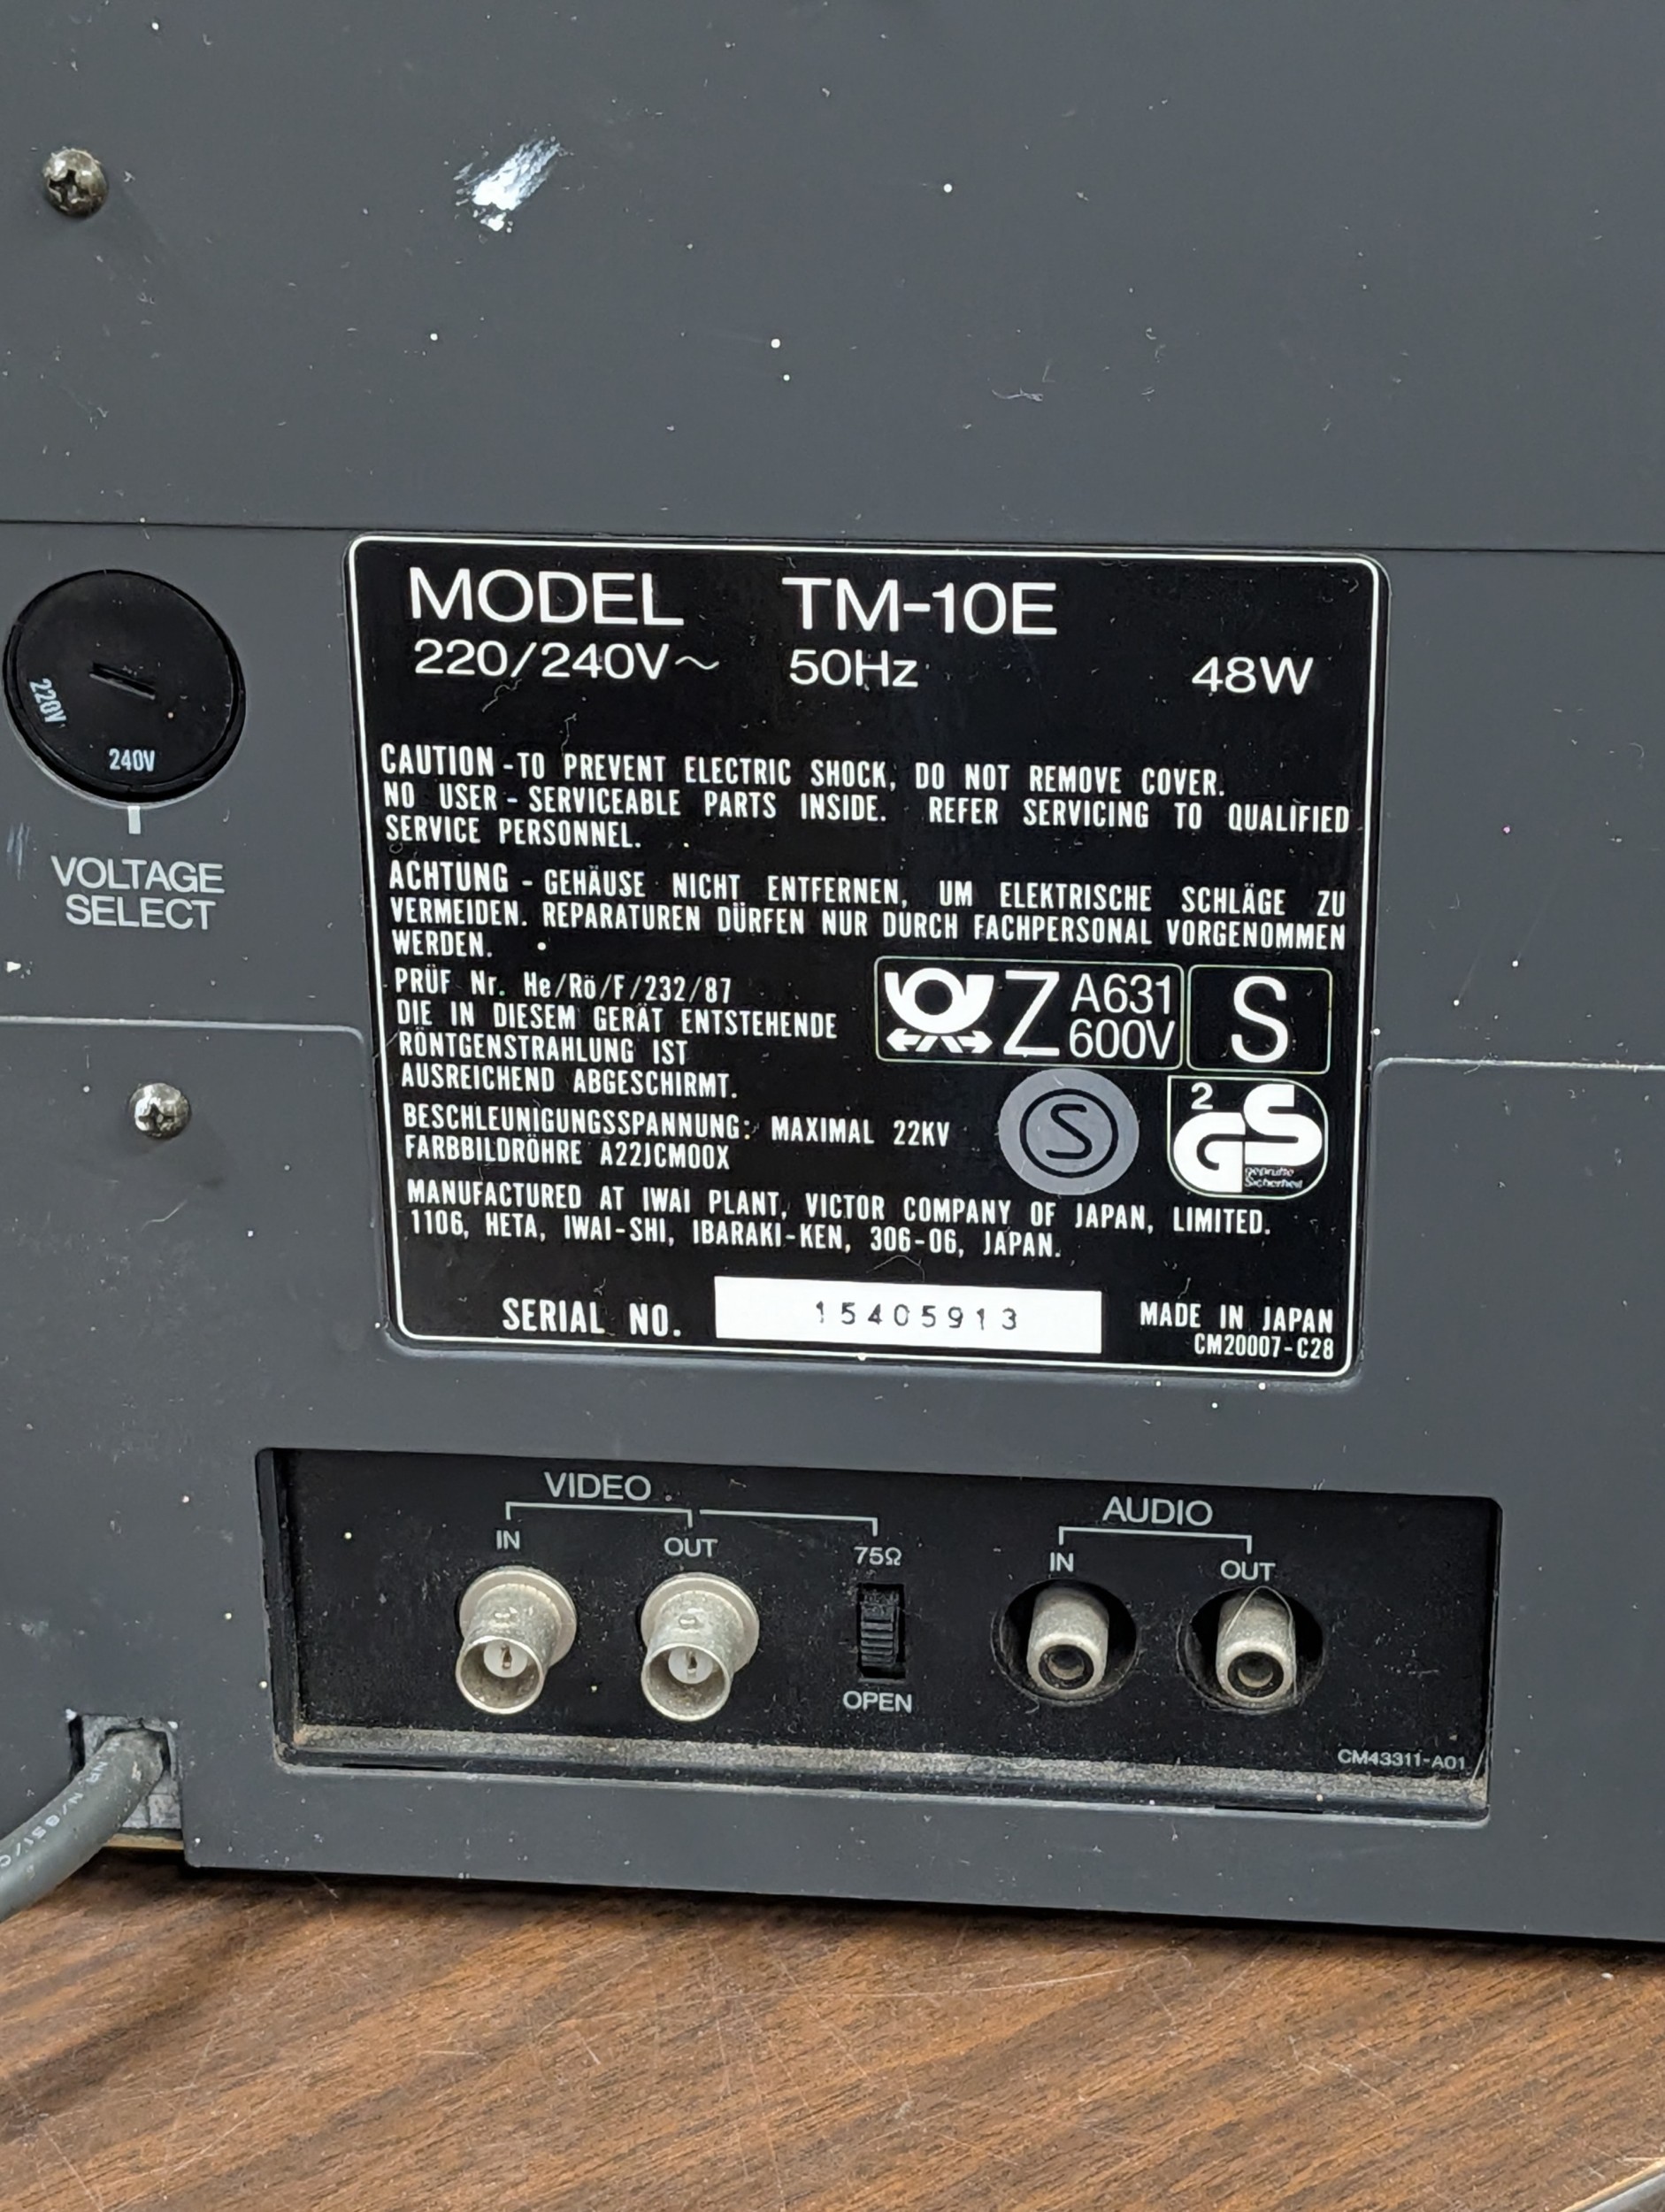 MODEL TM-10E
220/240V~ 50Hz 48W
220V
240V
VOLTAGE
SELECT
CAUTION - TO PREVENT ELECTRIC SHOCK, DO NOT REMOVE COVER.
NO USER - SERVICEABLE PARTS INSIDE. REFER SERVICING TO QUALIFIED
SERVICE PERSONNEL.
ACHTUNG - GEHÄUSE NICHT ENTFERNEN, UM ELEKTRISCHE SCHLÄGE ZU
VERMEIDEN. REPARATUREN DÜRFEN NUR DURCH FACHPERSONAL VORGENOMMEN
WERDEN.
PRÜF Nr. He/Rö/F/232/87
DIE IN DIESEM GERÄT ENTSTEHENDE
RÖNTGENSTRAHLUNG IST
AUSREICHEND ABGESCHIRMT.
BESCHLEUNIGUNGSSPANNUNG: MAXIMAL 22KV
FARBBILDRÖHRE A22JCM00X
Z A631
600V
S
S
2
GS
geprüfte
Sicherheit
MANUFACTURED AT IWAI PLANT, VICTOR COMPANY OF JAPAN, LIMITED.
1106, HETA, IWAI-SHI, IBARAKI-KEN, 306-06, JAPAN.
SERIAL NO. 15405913
MADE IN JAPAN
CM20007-C28
VIDEO
IN OUT 75Ω
OPEN
AUDIO
IN OUT
CM43311-A01